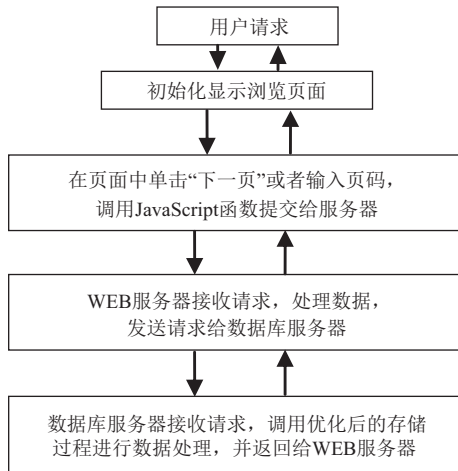 用户请求
初始化显示浏览页面
在页面中单击“下一页”或者输入页码，
调用JavaScript函数提交给服务器
WEB服务器接收请求，处理数据，
发送请求给数据库服务器
数据库服务器接收请求，调用优化后的存储
过程进行数据处理，并返回给WEB服务器